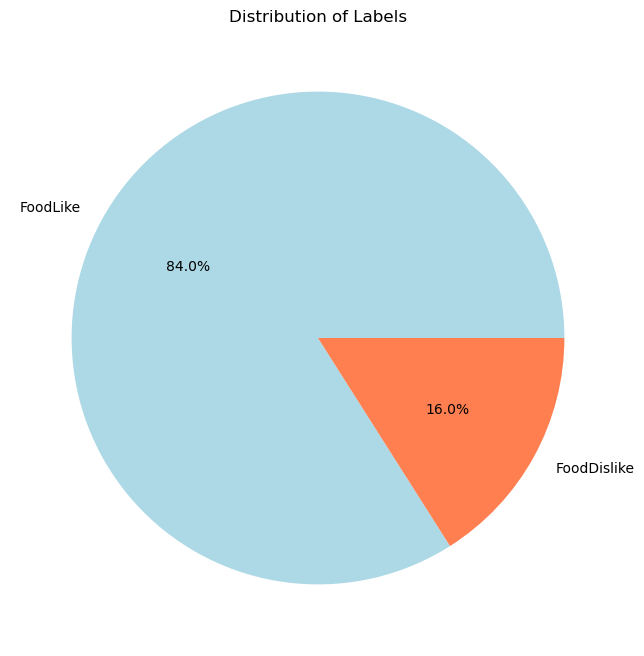 Distribution of Labels
FoodLike
84.0%
16.0%
FoodDislike